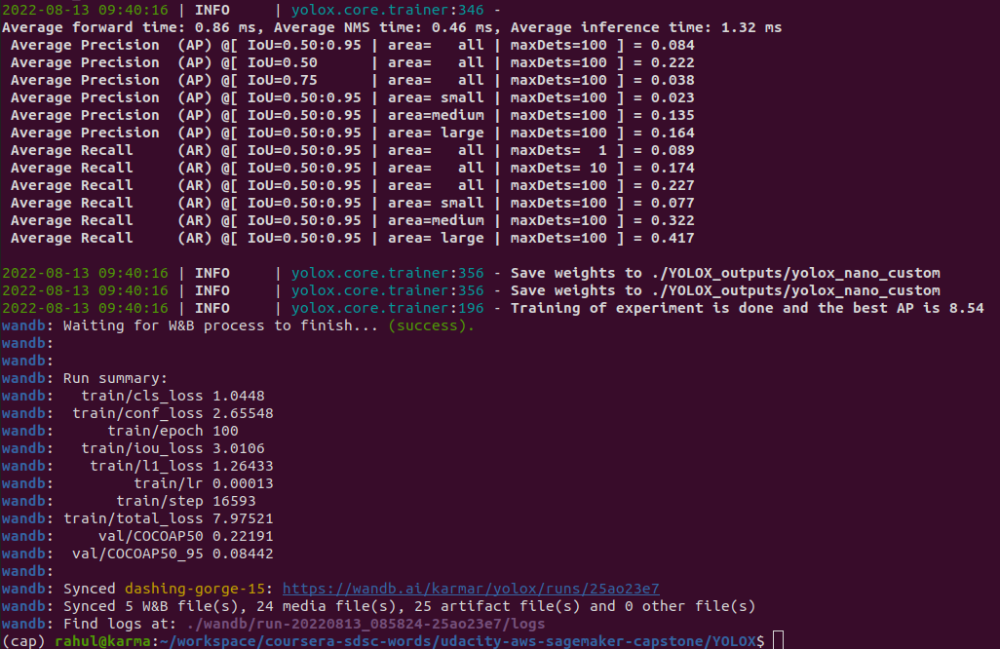 2022-08-13 09:40:16 | INFO     | yolox.core.trainer:346 -
Average forward time: 0.86 ms, Average NMS time: 0.46 ms, Average inference time: 1.32 ms
 Average Precision  (AP) @[ IoU=0.50:0.95 | area=   all | maxDets=100 ] = 0.084
 Average Precision  (AP) @[ IoU=0.50      | area=   all | maxDets=100 ] = 0.222
 Average Precision  (AP) @[ IoU=0.75      | area=   all | maxDets=100 ] = 0.038
 Average Precision  (AP) @[ IoU=0.50:0.95 | area= small | maxDets=100 ] = 0.023
 Average Precision  (AP) @[ IoU=0.50:0.95 | area=medium | maxDets=100 ] = 0.135
 Average Precision  (AP) @[ IoU=0.50:0.95 | area= large | maxDets=100 ] = 0.164
 Average Recall     (AR) @[ IoU=0.50:0.95 | area=   all | maxDets=  1 ] = 0.089
 Average Recall     (AR) @[ IoU=0.50:0.95 | area=   all | maxDets= 10 ] = 0.174
 Average Recall     (AR) @[ IoU=0.50:0.95 | area=   all | maxDets=100 ] = 0.227
 Average Recall     (AR) @[ IoU=0.50:0.95 | area= small | maxDets=100 ] = 0.077
 Average Recall     (AR) @[ IoU=0.50:0.95 | area=medium | maxDets=100 ] = 0.322
 Average Recall     (AR) @[ IoU=0.50:0.95 | area= large | maxDets=100 ] = 0.417
2022-08-13 09:40:16 | INFO     | yolox.core.trainer:356 - Save weights to ./YOLOX_outputs/yolox_nano_custom
2022-08-13 09:40:16 | INFO     | yolox.core.trainer:356 - Save weights to ./YOLOX_outputs/yolox_nano_custom
2022-08-13 09:40:16 | INFO     | yolox.core.trainer:196 - Training of experiment is done and the best AP is 8.54
wandb: Waiting for W&B process to finish... (success).
wandb:
wandb:
wandb: Run summary:
wandb:   train/cls_loss 1.0448
wandb:  train/conf_loss 2.65548
wandb:      train/epoch 100
wandb:   train/iou_loss 3.0106
wandb:    train/l1_loss 1.26433
wandb:         train/lr 0.00013
wandb:       train/step 16593
wandb: train/total_loss 7.97521
wandb:     val/COCOAP50 0.22191
wandb:  val/COCOAP50_95 0.08442
wandb:
wandb: Synced dashing-gorge-15: https://wandb.ai/karmar/yolox/runs/25ao23e7
wandb: Synced 5 W&B file(s), 24 media file(s), 25 artifact file(s) and 0 other file(s)
wandb: Find logs at: ./wandb/run-20220813_085824-25ao23e7/logs
(cap) rahul@karma:~/workspace/coursera-sdsc-words/udacity-aws-sagemaker-capstone/YOLOX$